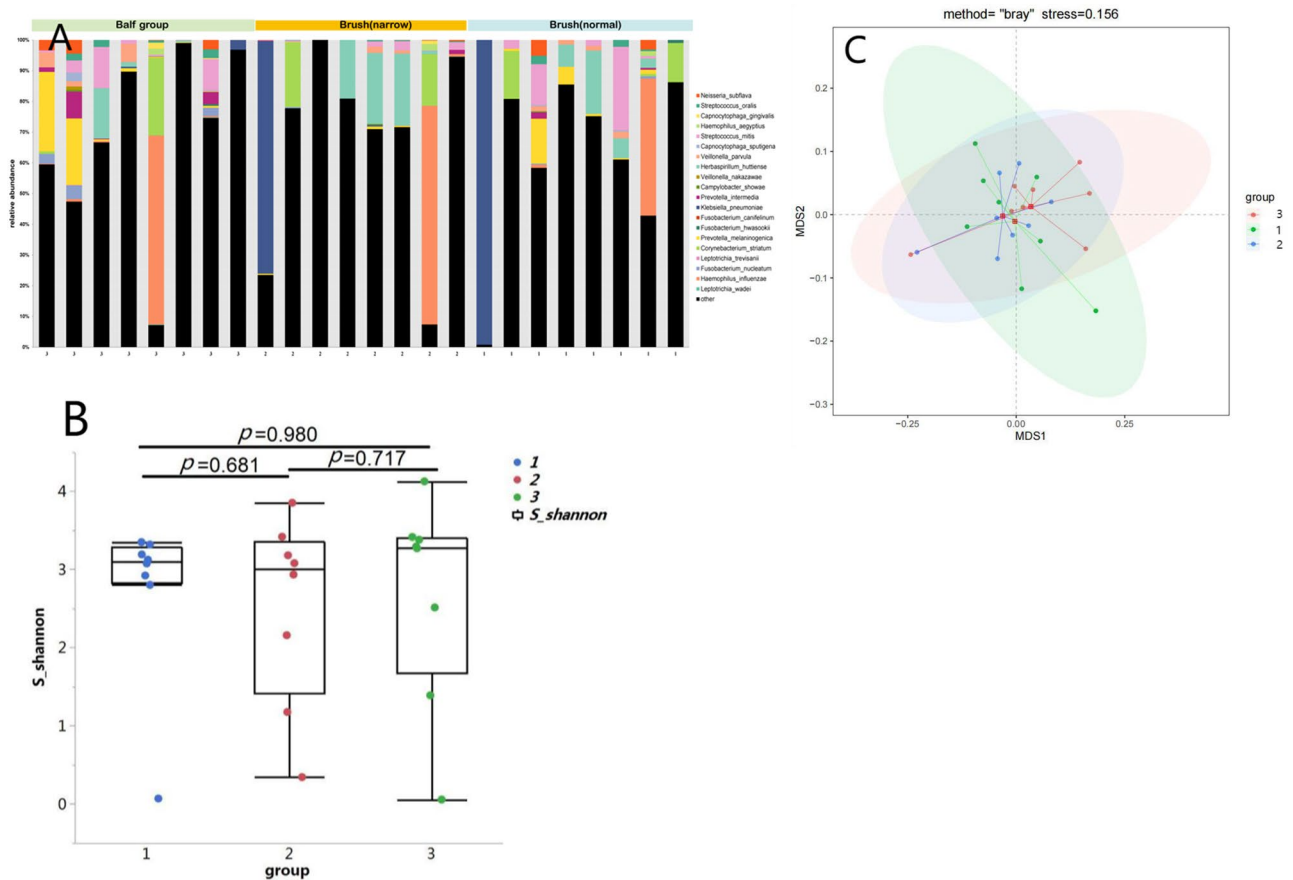 Balf group Brush(narrow) Brush(normal)
A
100%
90%
80%
70%
60%
50%
40%
30%
20%
10%
0%
relative abundance
3 3 3 3 3 3 3 3 2 2 2 2 2 2 2 2 1 1 1 1 1 1 1 1
Neisseria_subflava
Streptococcus_oralis
Capnocytophaga_gingivalis
Haemophilus_aegyptius
Streptococcus_mitis
Capnocytophaga_sputigena
Veillonella_parvula
Herbaspirillum_huttiense
Veillonella_nakazawae
Campylobacter_showae
Prevotella_intermedia
Klebsiella_pneumoniae
Fusobacterium_canifelinum
Fusobacterium_hwasookii
Prevotella_melaninogenica
Corynebacterium_striatum
Leptotrichia_trevisanii
Fusobacterium_nucleatum
Haemophilus_influenzae
Leptotrichia_wadei
other
method= "bray" stress=0.156
C
0.2
0.1
0.0
−0.1
−0.2
−0.3
MDS2
−0.25 0.00 0.25
MDS1
group
3
1
2
B
p=0.980
p=0.681 p=0.717
4
3
2
1
0
S_shannon
1 2 3
group
1
2
3
S_shannon